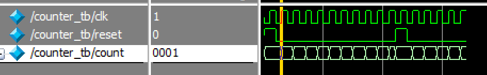 /counter_tb/clk 1
/counter_tb/reset 0
/counter_tb/count 0001